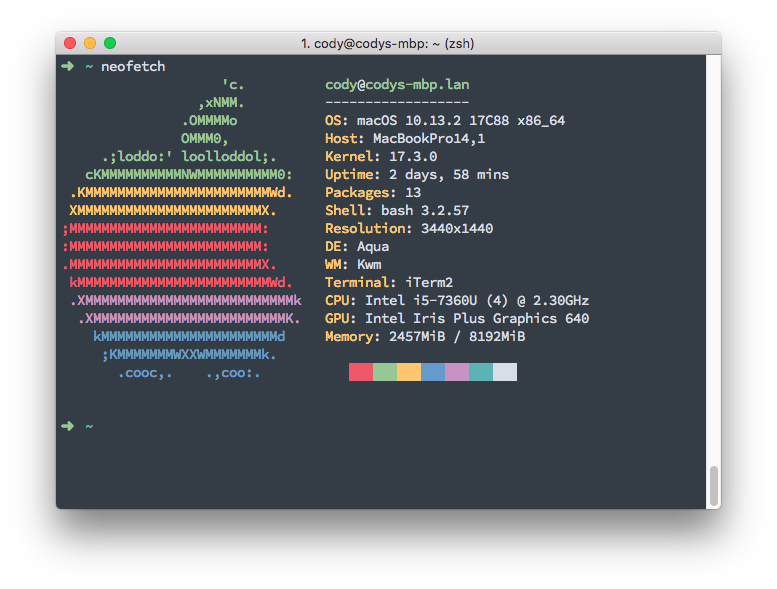 1. cody@codys-mbp: ~ (zsh)
➜ ~ neofetch
'c. cody@codys-mbp.lan
,xNMM. ------------------
.OMMMMo OS: macOS 10.13.2 17C88 x86_64
OMMM0, Host: MacBookPro14,1
.;loddo:' loolloddol;. Kernel: 17.3.0
cKMMMMMMMMMMNWMMMMMMMMMM0: Uptime: 2 days, 58 mins
.KMMMMMMMMMMMMMMMMMMMMMMMWd. Packages: 13
XMMMMMMMMMMMMMMMMMMMMMMMX. Shell: bash 3.2.57
;MMMMMMMMMMMMMMMMMMMMMMMM: Resolution: 3440x1440
:MMMMMMMMMMMMMMMMMMMMMMMM: DE: Aqua
.MMMMMMMMMMMMMMMMMMMMMMMMX. WM: Kwm
kMMMMMMMMMMMMMMMMMMMMMMMMWd. Terminal: iTerm2
.XMMMMMMMMMMMMMMMMMMMMMMMMMMk CPU: Intel i5-7360U (4) @ 2.30GHz
.XMMMMMMMMMMMMMMMMMMMMMMMMK. GPU: Intel Iris Plus Graphics 640
kMMMMMMMMMMMMMMMMMMMMMMd Memory: 2457MiB / 8192MiB
;KMMMMMMMWXXWMMMMMMMk.
.cooc,. .,coo:.
➜ ~